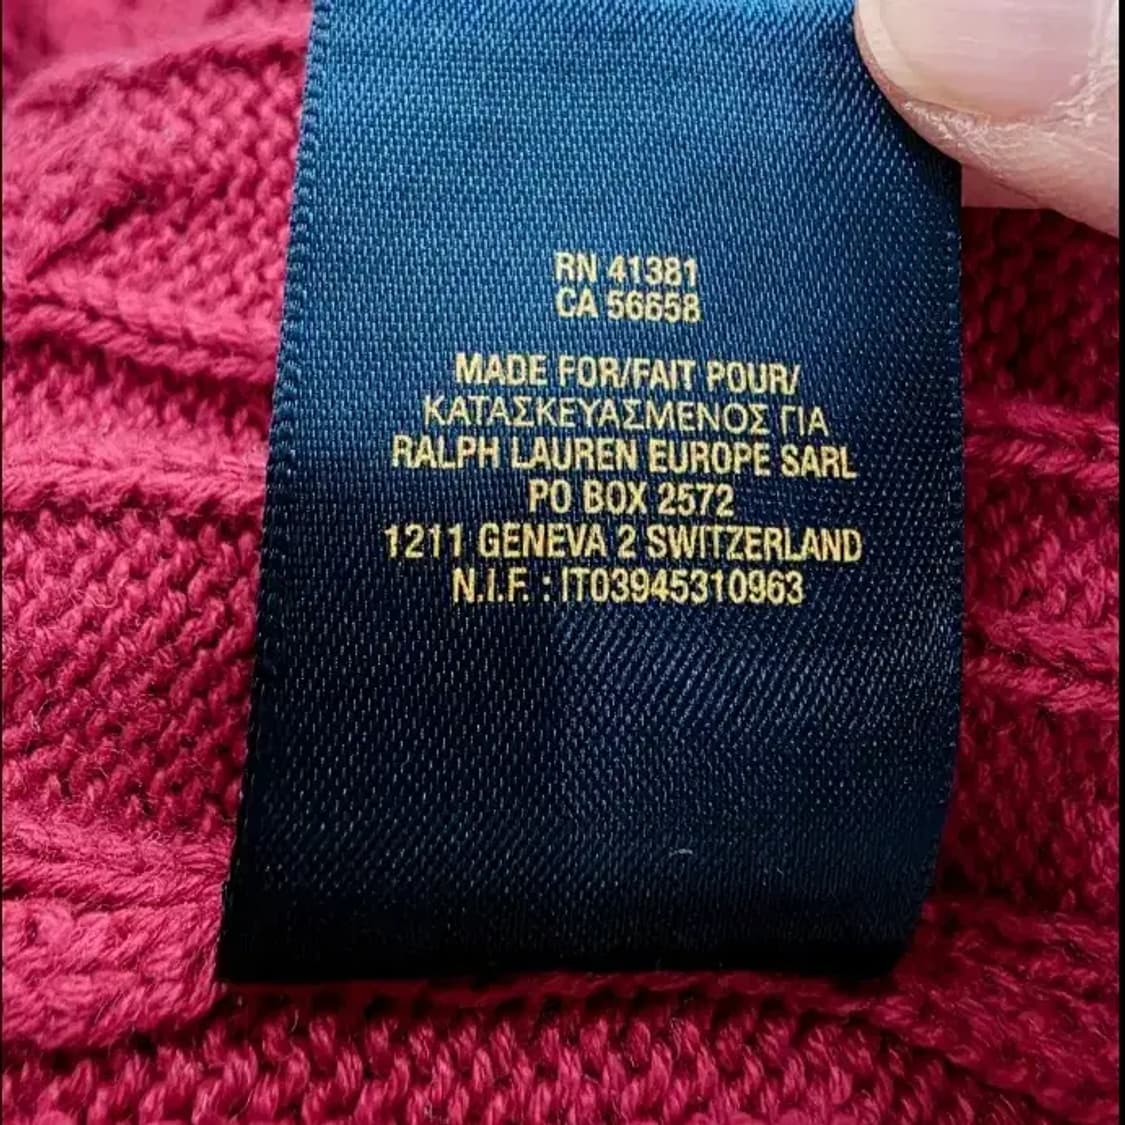 RN 41381
CA 56658
MADE FOR/FAIT POUR/
ΚΑΤΑΣΚΕΥΑΣΜΕΝΟΣ ΓΙΑ
RALPH LAUREN EUROPE SARL
PO BOX 2572
1211 GENEVA 2 SWITZERLAND
N.I.F. : IT03945310963